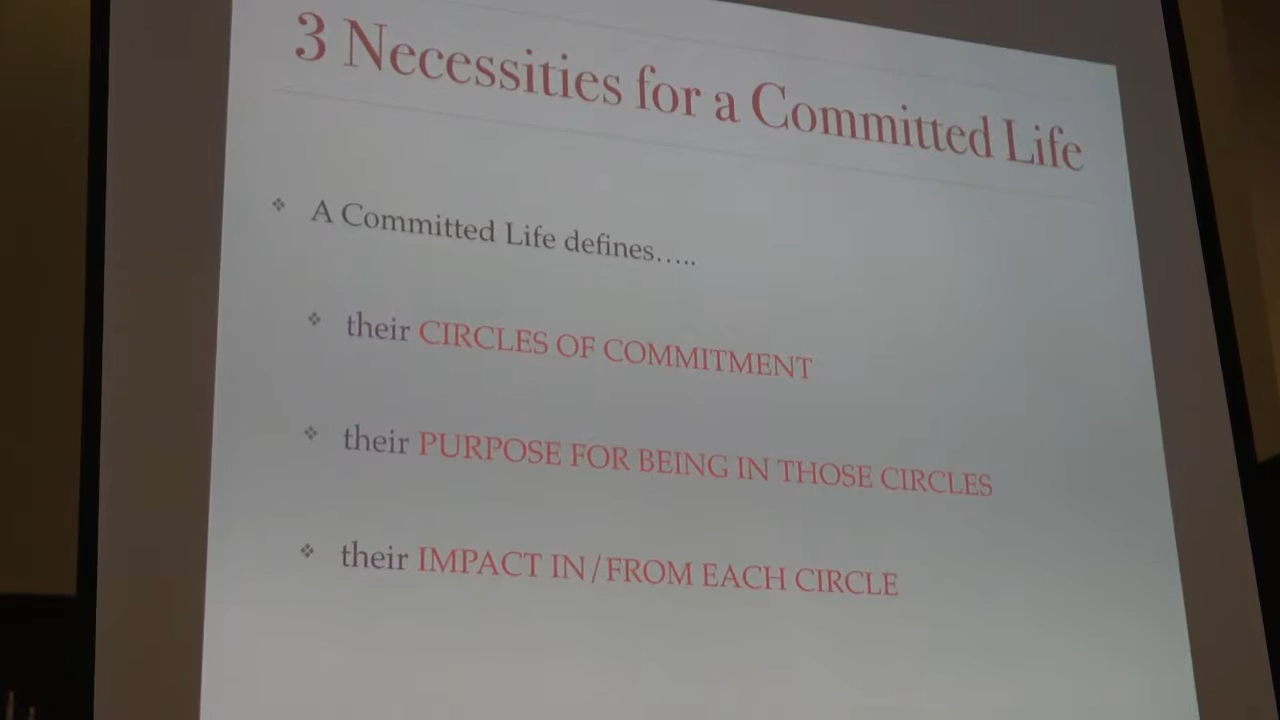 3 Necessities for a Committed Life
❖ A Committed Life defines.....
❖ their CIRCLES OF COMMITMENT
❖ their PURPOSE FOR BEING IN THOSE CIRCLES
❖ their IMPACT IN/FROM EACH CIRCLE